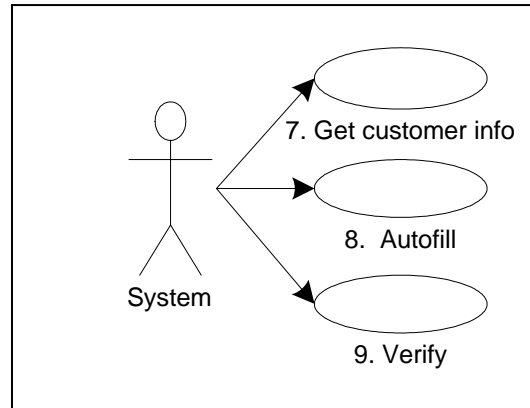 7. Get customer info
8. Autofill
System
9. Verify